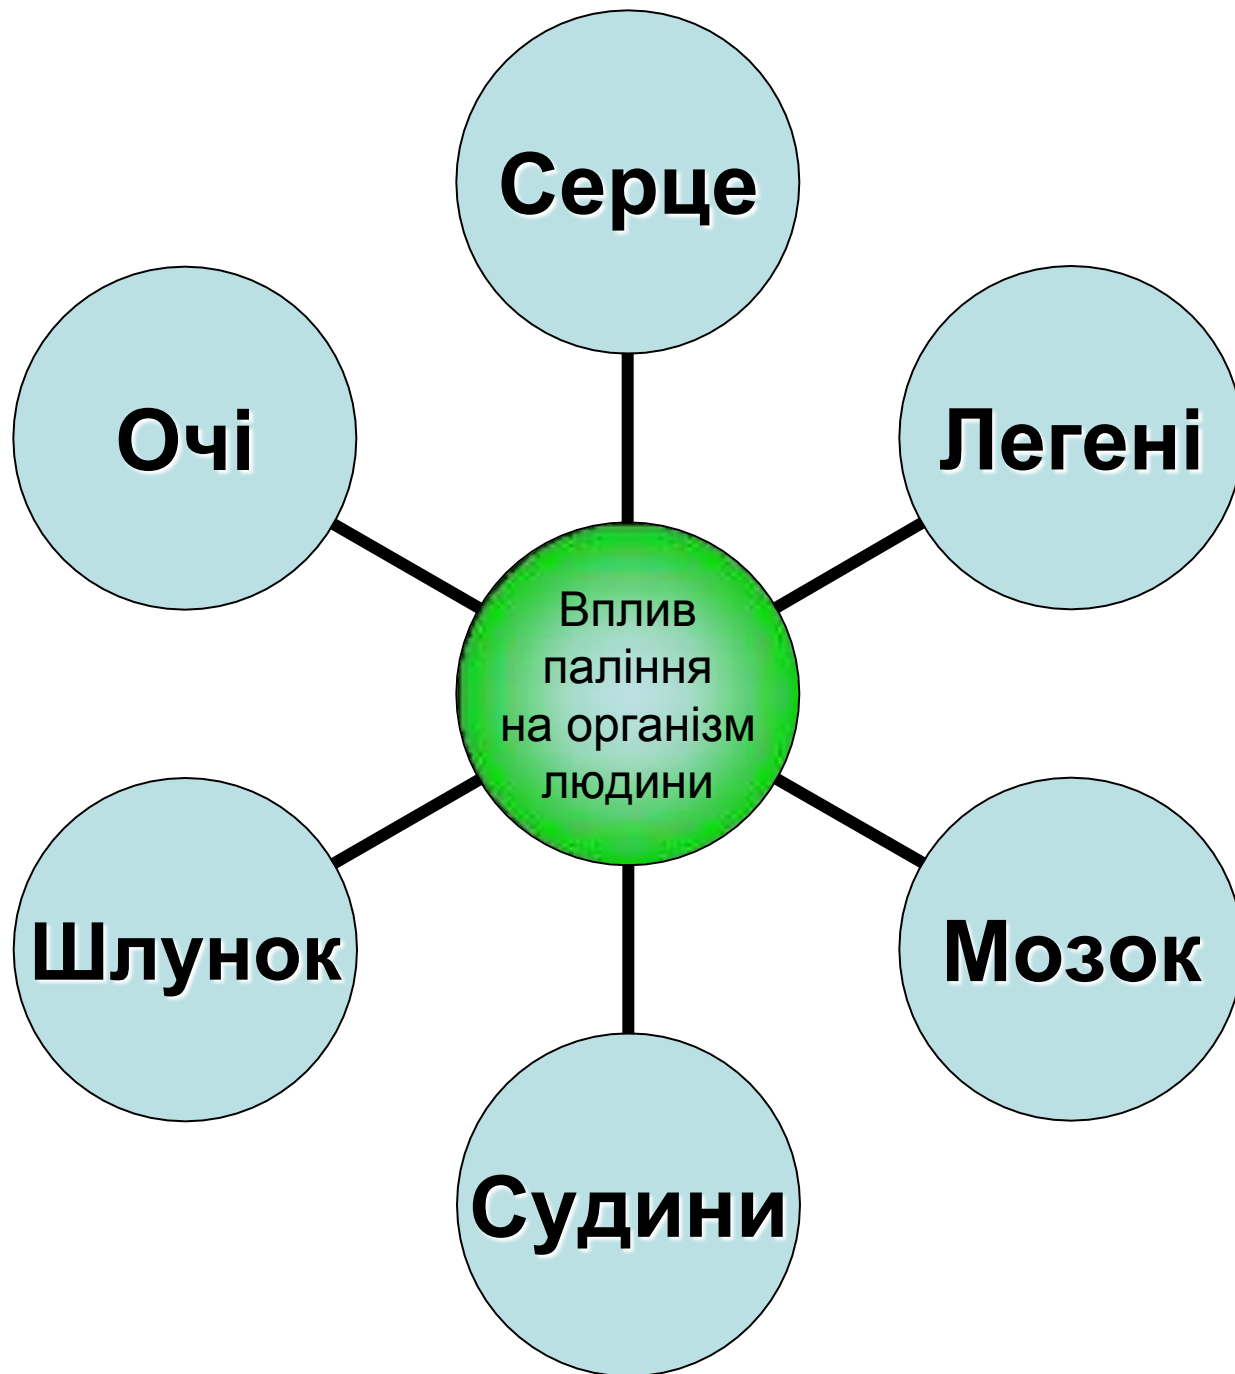 Серце
Очі
Легені
Вплив
паління
на організм
людини
Шлунок
Мозок
Судини